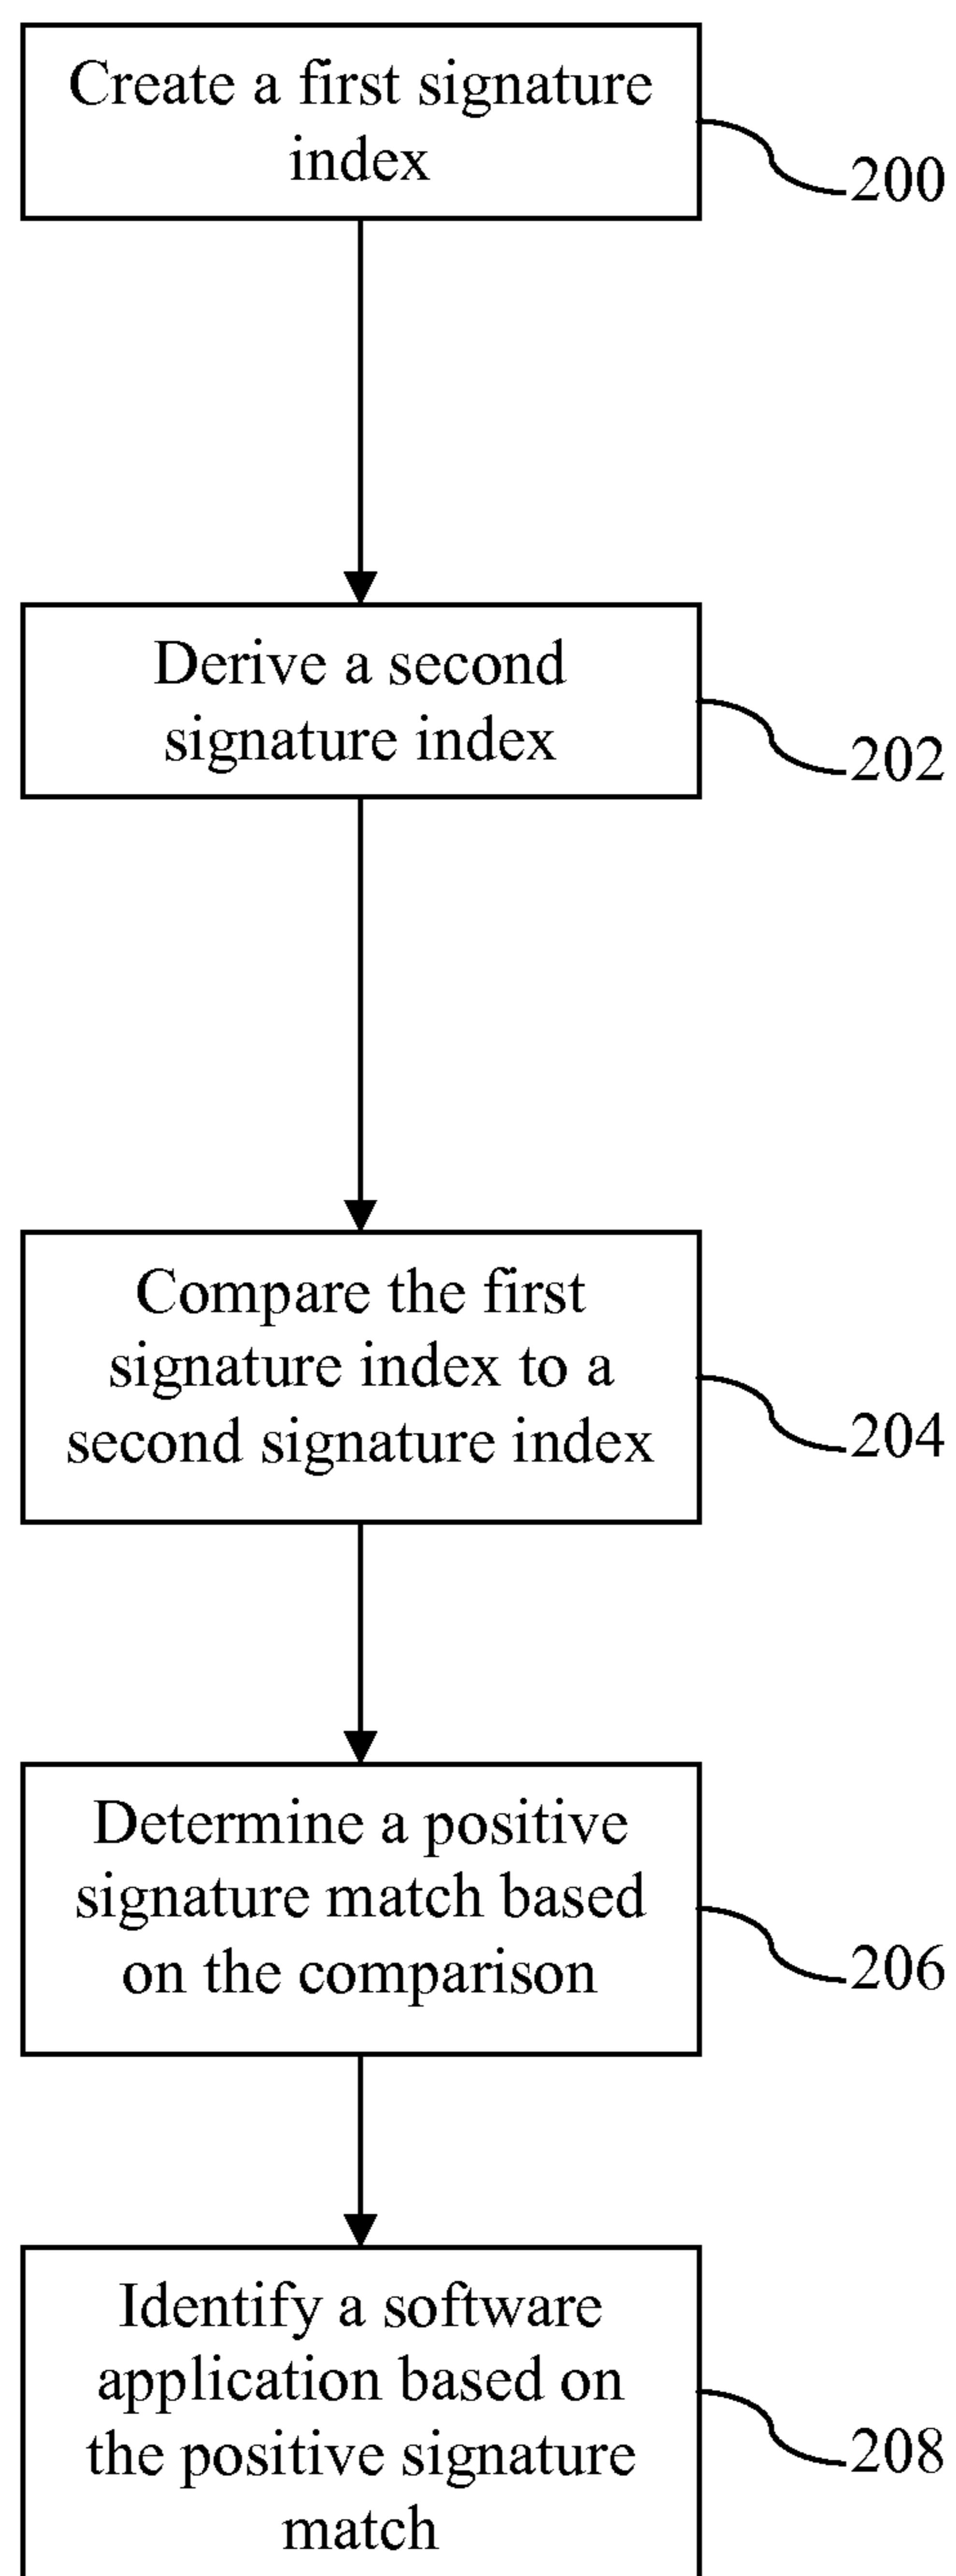 Create a first signature
index
200
Derive a second
signature index
202
Compare the first
signature index to a
second signature index
204
Determine a positive
signature match based
on the comparison
206
Identify a software
application based on
the positive signature
match
208